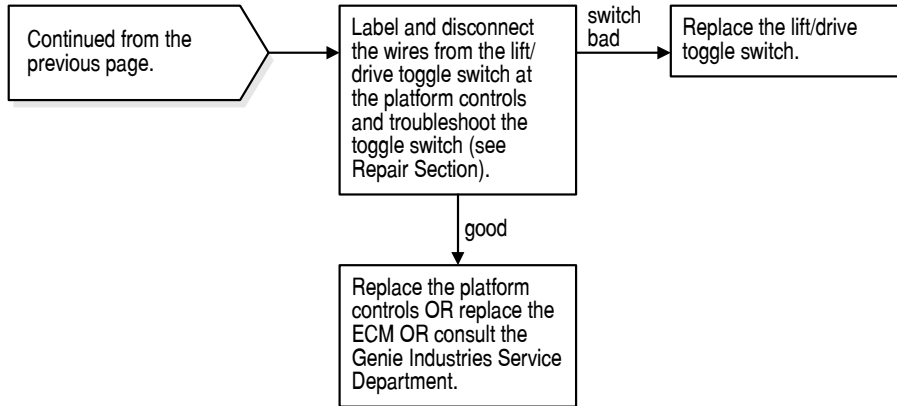 Continued from the
previous page.
Label and disconnect
the wires from the lift/
drive toggle switch at
the platform controls
and troubleshoot the
toggle switch (see
Repair Section).
switch
bad
Replace the lift/drive
toggle switch.
good
Replace the platform
controls OR replace the
ECM OR consult the
Genie Industries Service
Department.